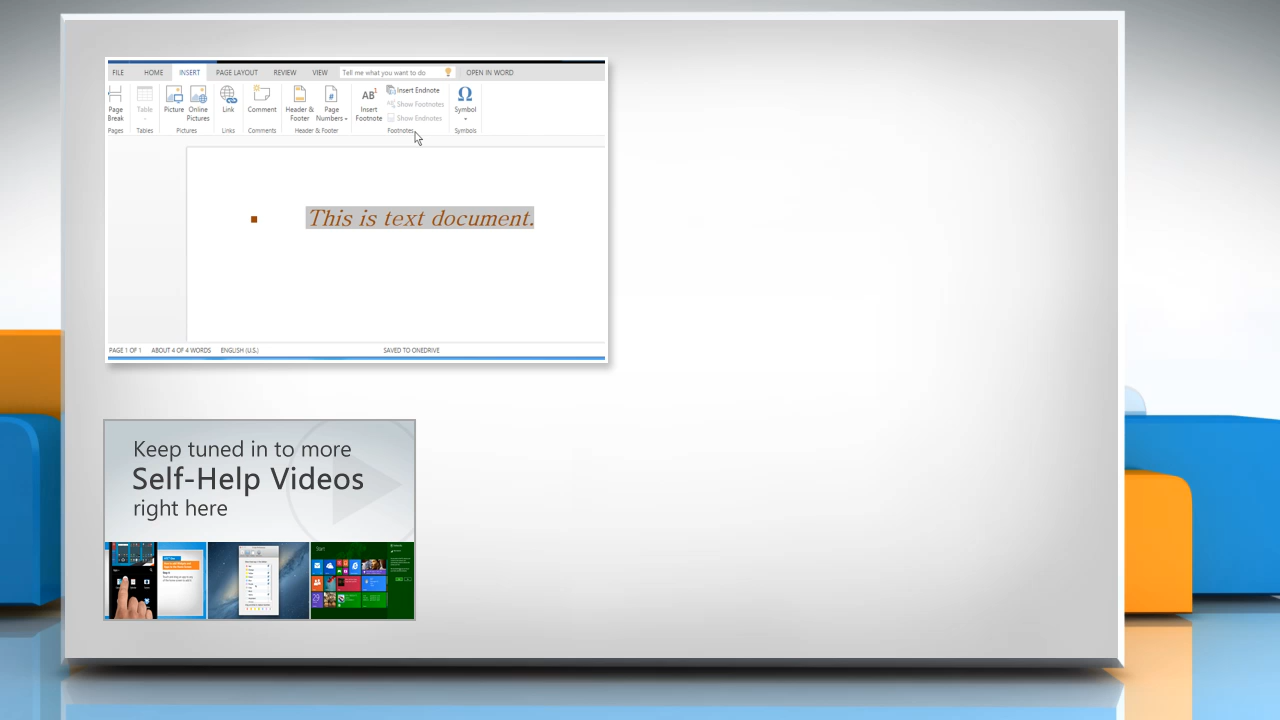 FILE HOME INSERT PAGE LAYOUT REVIEW VIEW Tell me what you want to do OPEN IN WORD
Page Break Table Picture Online Pictures Link Comment Header & Footer Page Numbers AB¹ Insert Footnote Insert Endnote Symbol
Show Footnotes
Show Endnotes
Pages Tables Pictures Links Comments Header & Footer Footnotes Symbols
This is text document.
PAGE 1 OF 1 ABOUT 4 OF 4 WORDS ENGLISH (U.S.) SAVED TO ONEDRIVE
Keep tuned in to more
Self-Help Videos
right here
Start